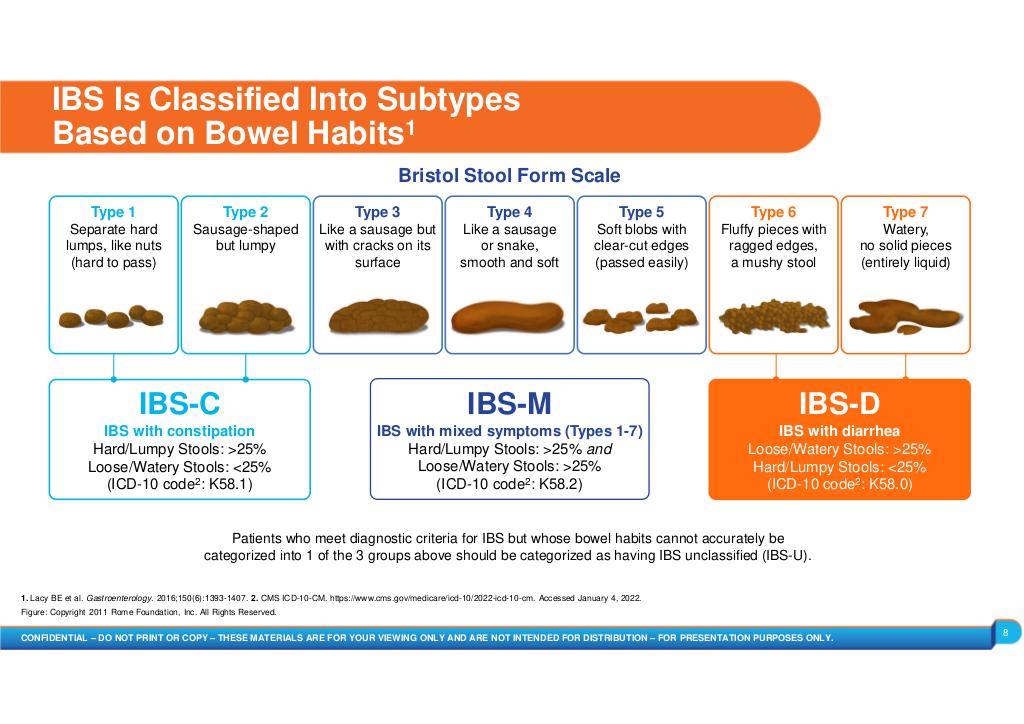 IBS Is Classified Into Subtypes
Based on Bowel Habits¹
Bristol Stool Form Scale
Type 1
Separate hard
lumps, like nuts
(hard to pass)
Type 2
Sausage-shaped
but lumpy
Type 3
Like a sausage but
with cracks on its
surface
Type 4
Like a sausage
or snake,
smooth and soft
Type 5
Soft blobs with
clear-cut edges
(passed easily)
Type 6
Fluffy pieces with
ragged edges,
a mushy stool
Type 7
Watery,
no solid pieces
(entirely liquid)
IBS-C
IBS with constipation
Hard/Lumpy Stools: >25%
Loose/Watery Stools: <25%
(ICD-10 code²: K58.1)
IBS-M
IBS with mixed symptoms (Types 1-7)
Hard/Lumpy Stools: >25% and
Loose/Watery Stools: >25%
(ICD-10 code²: K58.2)
IBS-D
IBS with diarrhea
Loose/Watery Stools: >25%
Hard/Lumpy Stools: <25%
(ICD-10 code²: K58.0)
Patients who meet diagnostic criteria for IBS but whose bowel habits cannot accurately be
categorized into 1 of the 3 groups above should be categorized as having IBS unclassified (IBS-U).
1. Lacy BE et al. Gastroenterology. 2016;150(6):1393-1407. 2. CMS ICD-10-CM. https://www.cms.gov/medicare/icd-10/2022-icd-10-cm. Accessed January 4, 2022.
Figure: Copyright 2011 Rome Foundation, Inc. All Rights Reserved.
CONFIDENTIAL – DO NOT PRINT OR COPY – THESE MATERIALS ARE FOR YOUR VIEWING ONLY AND ARE NOT INTENDED FOR DISTRIBUTION – FOR PRESENTATION PURPOSES ONLY.
8